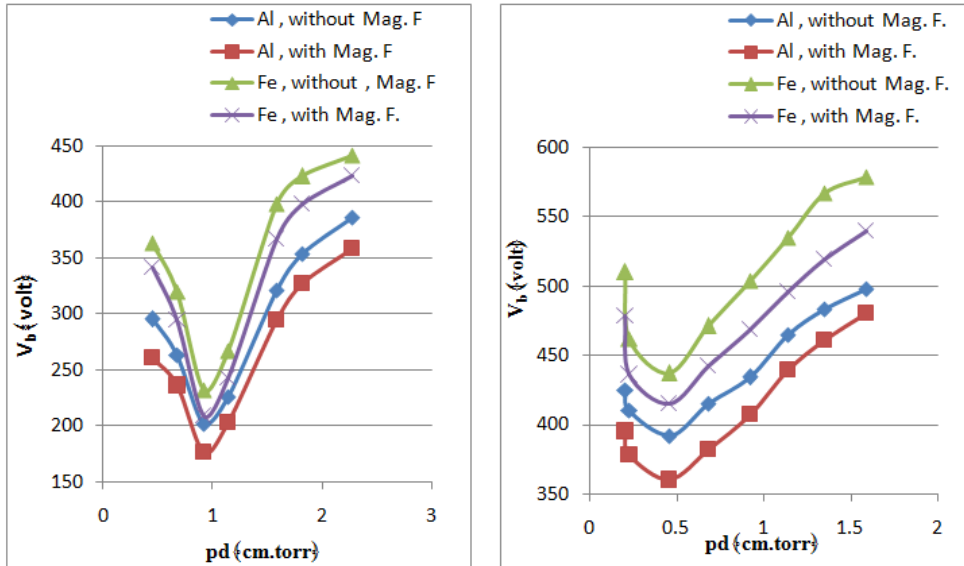 Al , without Mag. F
Al , with Mag. F
Fe , without , Mag. F
Fe , with Mag. F.
450
400
350
300
250
200
150
V_b (volt)
0
1
2
3
pd (cm.torr)
Al , without Mag. F.
Al , with Mag. F.
Fe , without Mag. F.
Fe , with Mag. F.
600
550
500
450
400
350
V_b (volt)
0
0.5
1
1.5
2
pd (cm.torr)